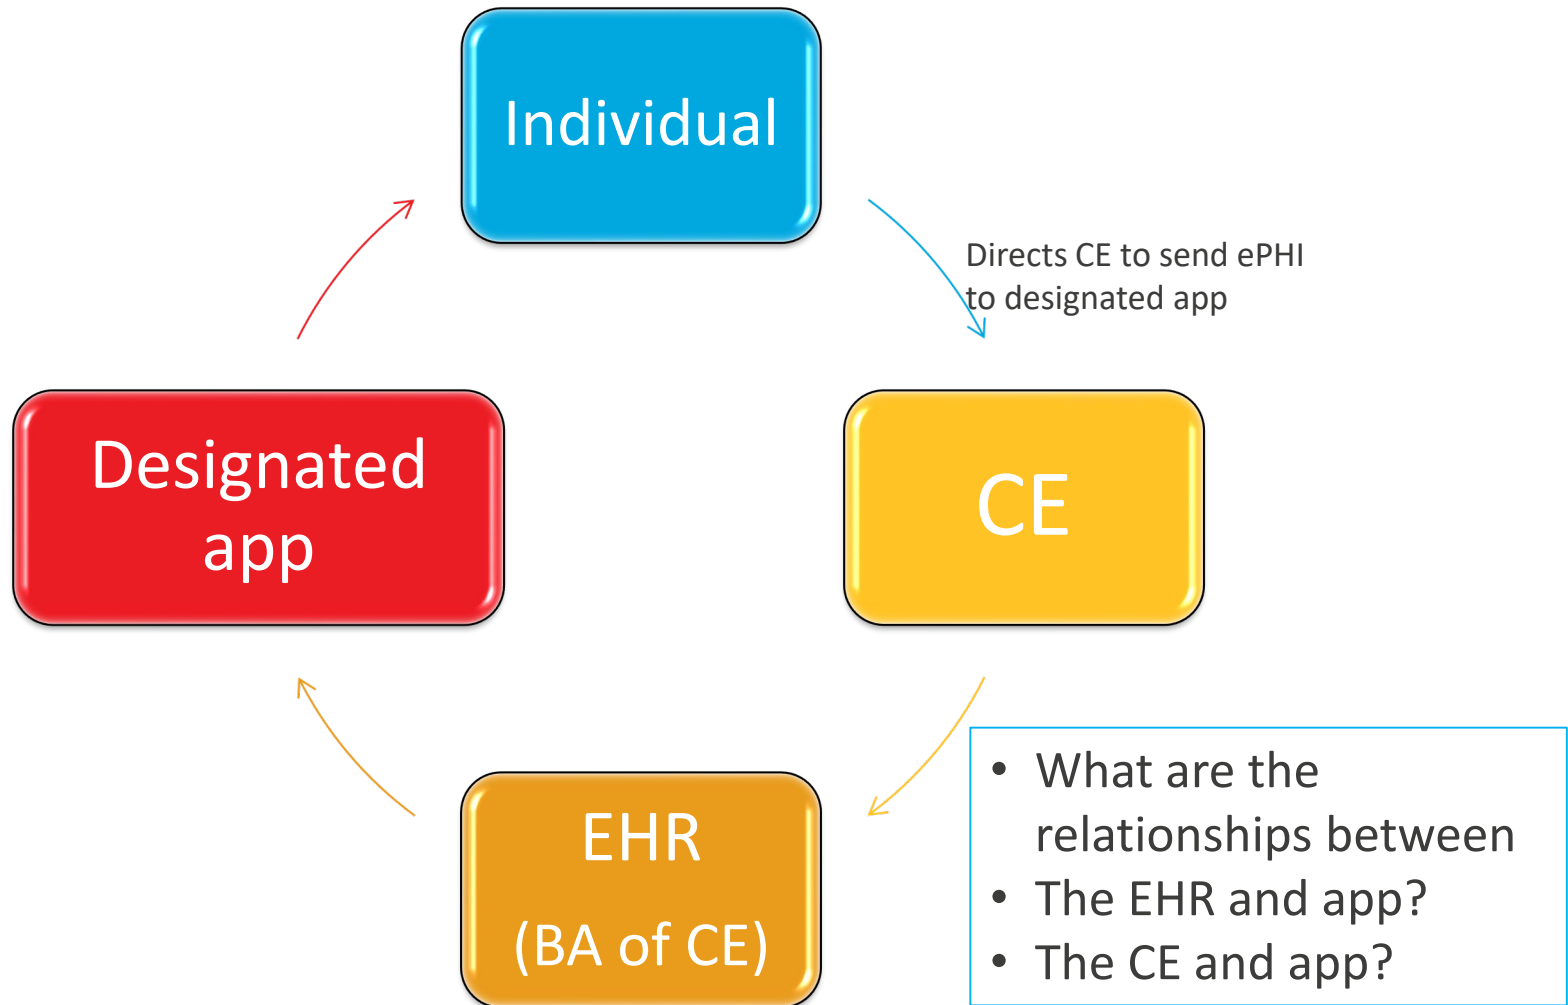 Individual
Directs CE to send ePHI
to designated app
Designated
app
CE
EHR
(BA of CE)
• What are the
relationships between
• The EHR and app?
• The CE and app?